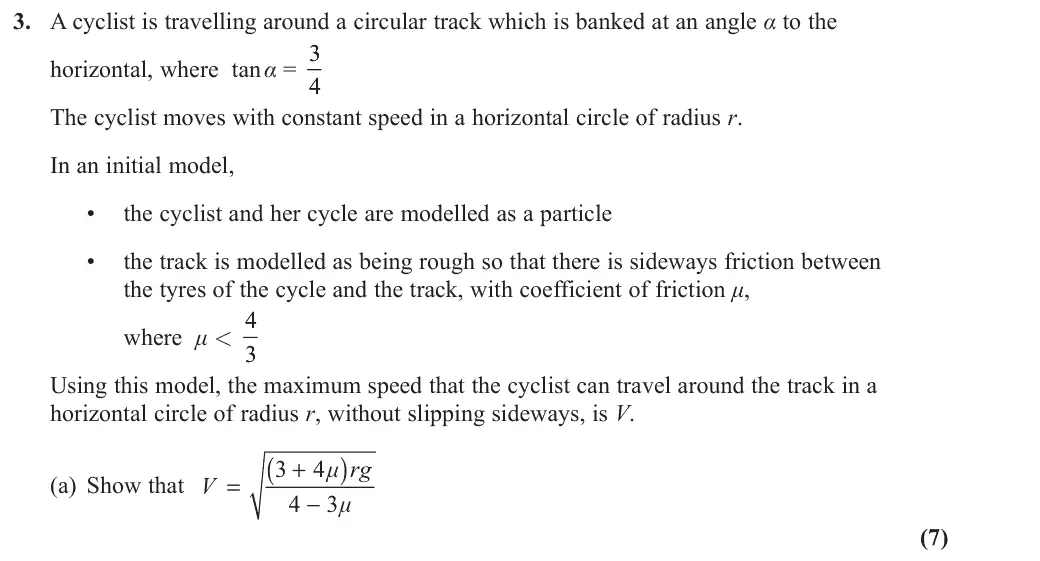 3. A cyclist is travelling around a circular track which is banked at an angle α to the
horizontal, where tan α = 3/4
The cyclist moves with constant speed in a horizontal circle of radius r.
In an initial model,
• the cyclist and her cycle are modelled as a particle
• the track is modelled as being rough so that there is sideways friction between
the tyres of the cycle and the track, with coefficient of friction μ,
where μ < 4/3
Using this model, the maximum speed that the cyclist can travel around the track in a
horizontal circle of radius r, without slipping sideways, is V.
(a) Show that V = √((3 + 4μ)rg / (4 − 3μ))
(7)